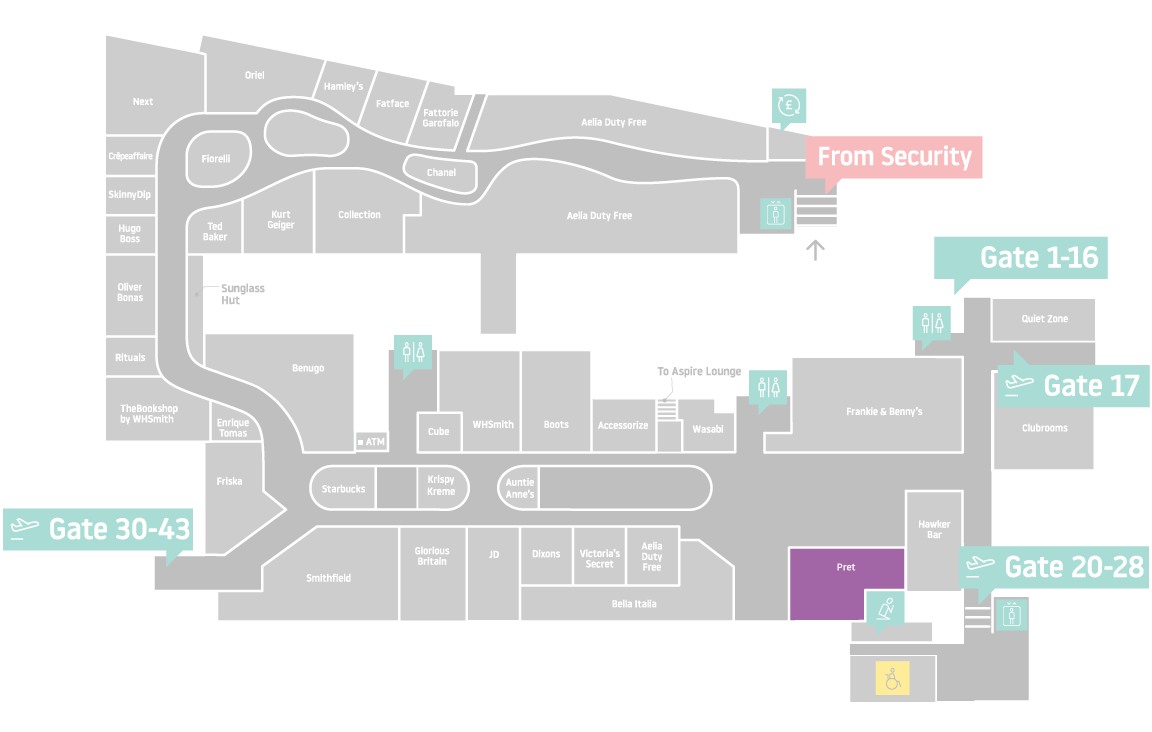 Oriel
Hamley's
Next
Fatface
Fattorie
Garofalo
Aelia Duty Free
£
From Security
Crêpeaffaire
Fiorelli
Chanel
SkinnyDip
Hugo
Boss
Ted
Baker
Kurt
Geiger
Collection
Aelia Duty Free
Gate 1-16
Oliver
Bonas
Sunglass
Hut
Quiet Zone
Rituals
Benugo
To Aspire Lounge
Gate 17
TheBookshop
by WHSmith
Enrique
Tomas
ATM
Cube
WHSmith
Boots
Accessorize
Wasabi
Frankie & Benny's
Clubrooms
Friska
Starbucks
Krispy
Kreme
Auntie
Anne's
Gate 30-43
Hawker
Bar
Glorious
Britain
JD
Dixons
Victoria's
Secret
Aelia
Duty
Free
Smithfield
Pret
Gate 20-28
Bella Italia